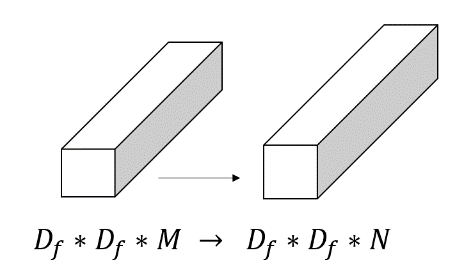 D_f * D_f * M → D_f * D_f * N